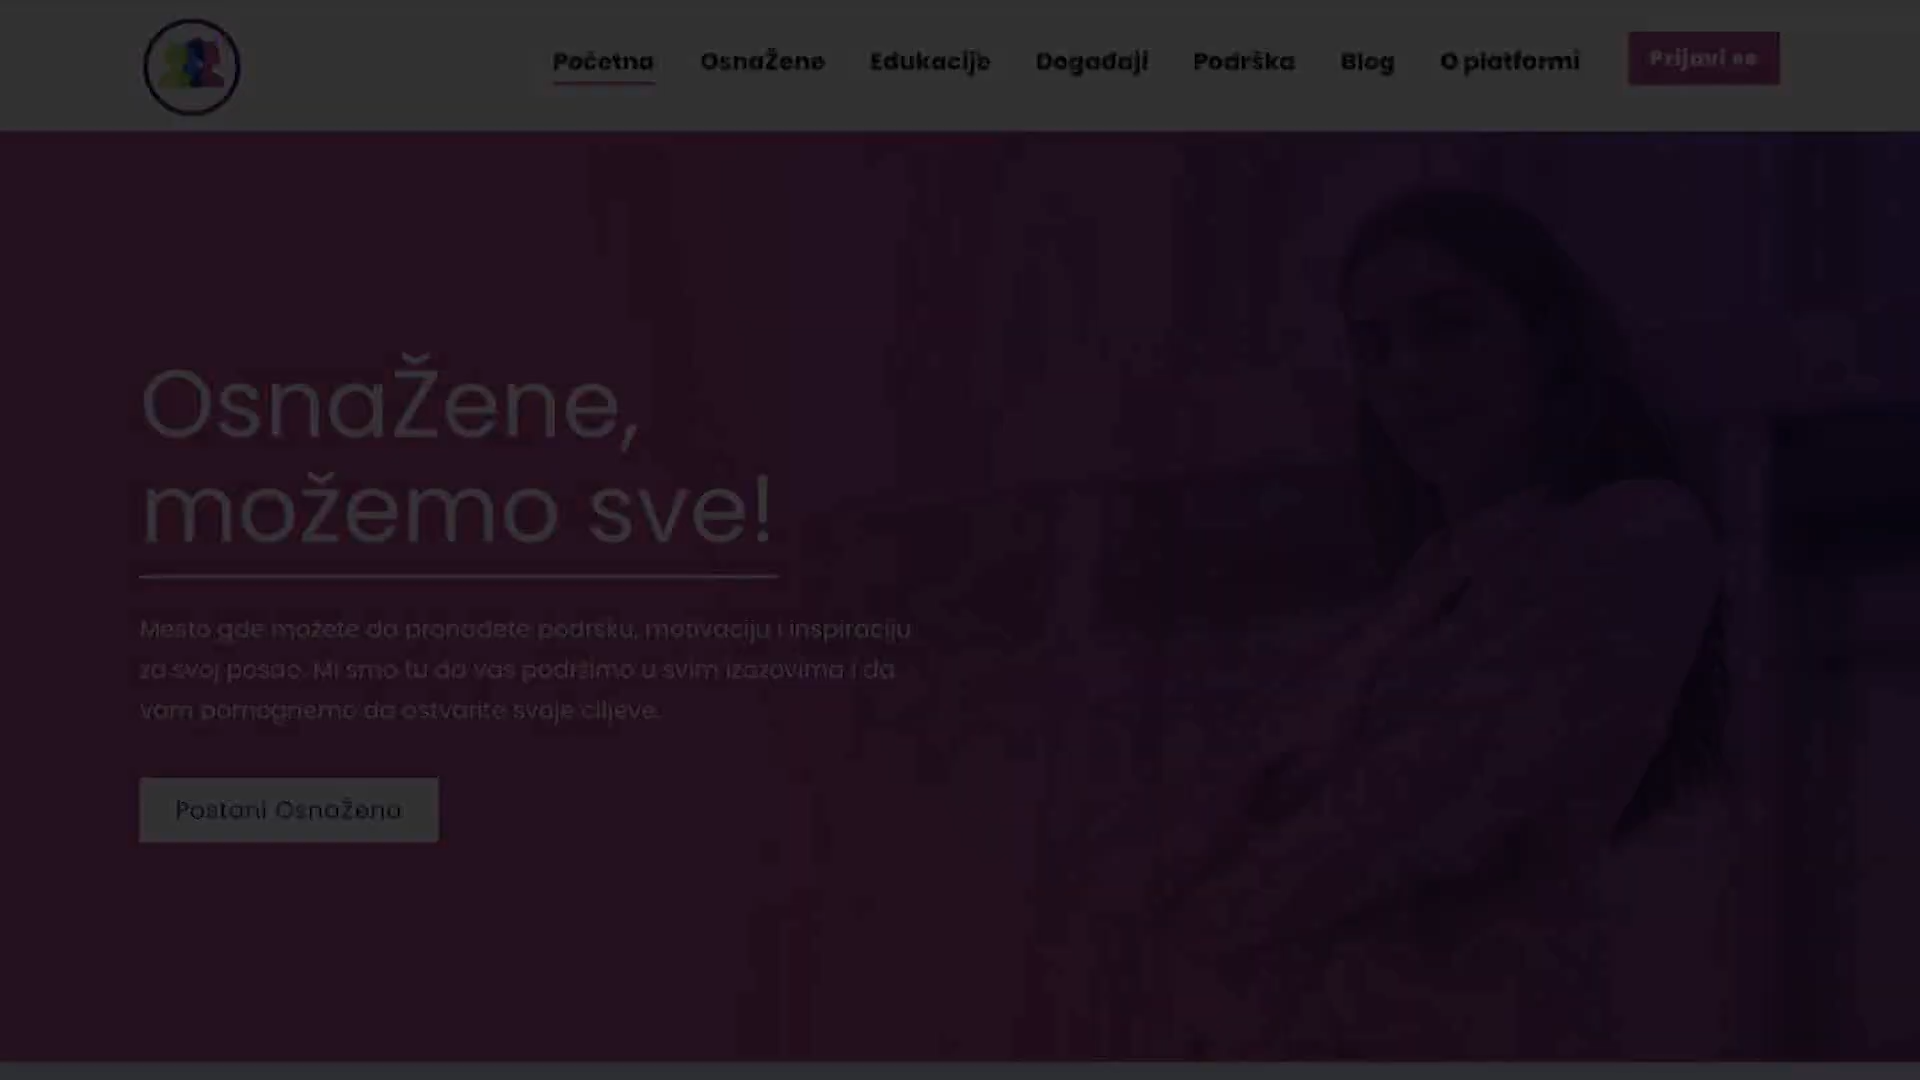 Početna OsnaŽene Edukacije Događaji Podrška Blog O platformi Prijavi se
OsnaŽene,
možemo sve!
Mesto gde možete da pronađete podršku, motivaciju i inspiraciju
za svoj posao. Mi smo tu da vas podržimo u svim izazovima i da
vam pomognemo da ostvarite svoje ciljeve.
Postani OsnaŽena